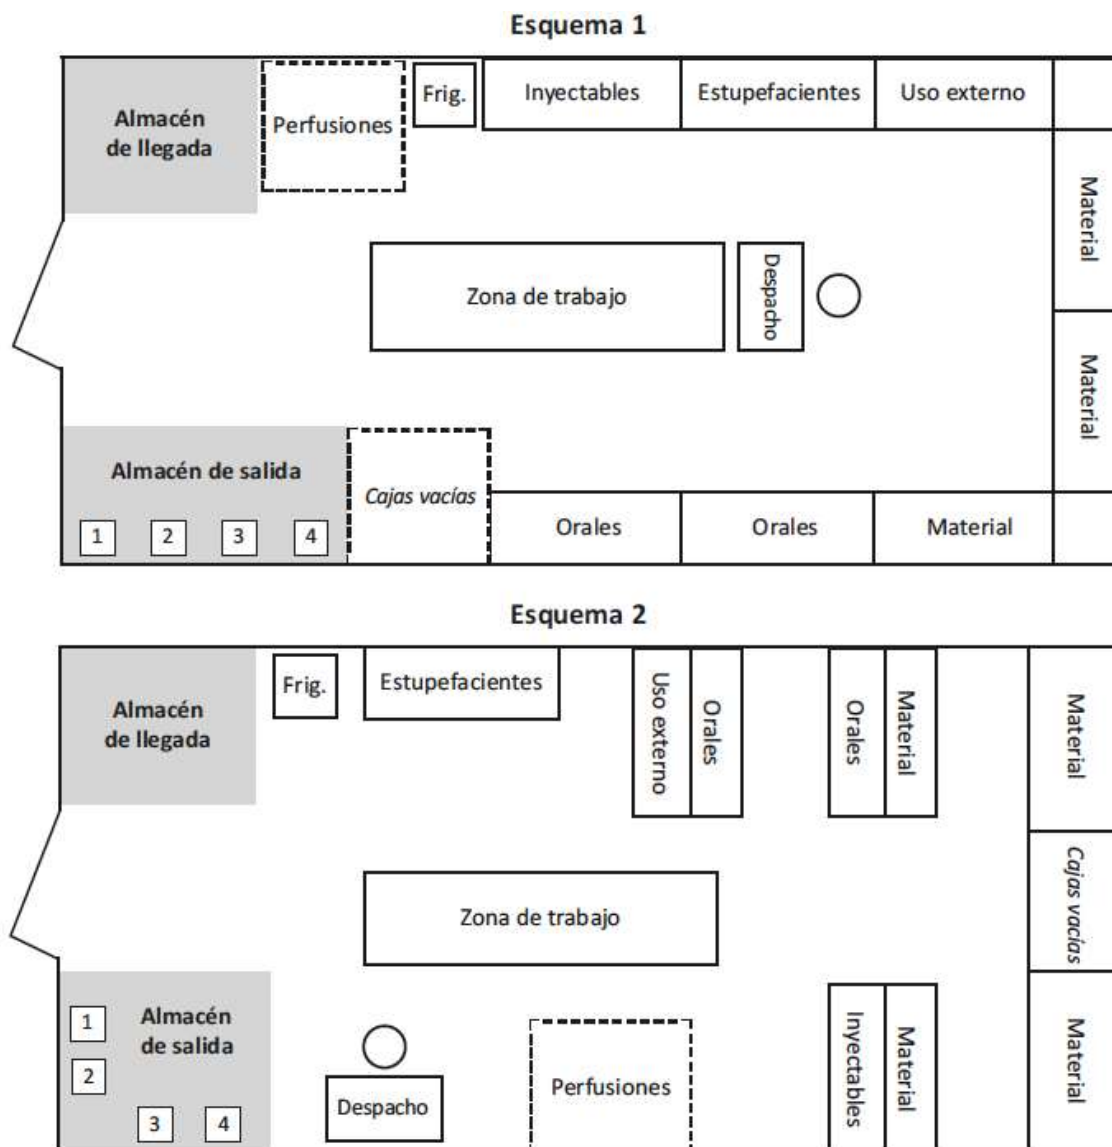 Esquema 1
Almacén
de llegada
Perfusiones
Frig.
Inyectables
Estupefacientes
Uso externo
Material
Zona de trabajo
Despacho
Material
Almacén de salida
1
2
3
4
Cajas vacías
Orales
Orales
Material
Esquema 2
Almacén
de llegada
Frig.
Estupefacientes
Uso externo
Orales
Orales
Material
Material
Zona de trabajo
Cajas vacías
1
2
Almacén
de salida
3
4
Despacho
Perfusiones
Inyectables
Material
Material